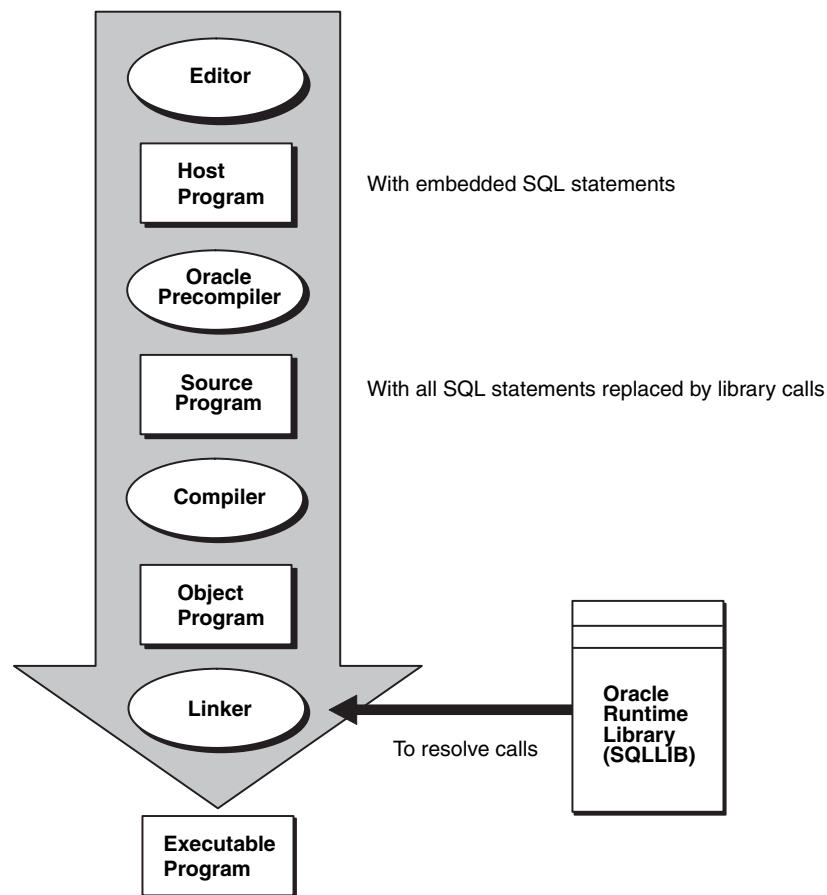 Editor
Host
Program
With embedded SQL statements
Oracle
Precompiler
Source
Program
With all SQL statements replaced by library calls
Compiler
Object
Program
Linker
To resolve calls
Oracle
Runtime
Library
(SQLLIB)
Executable
Program